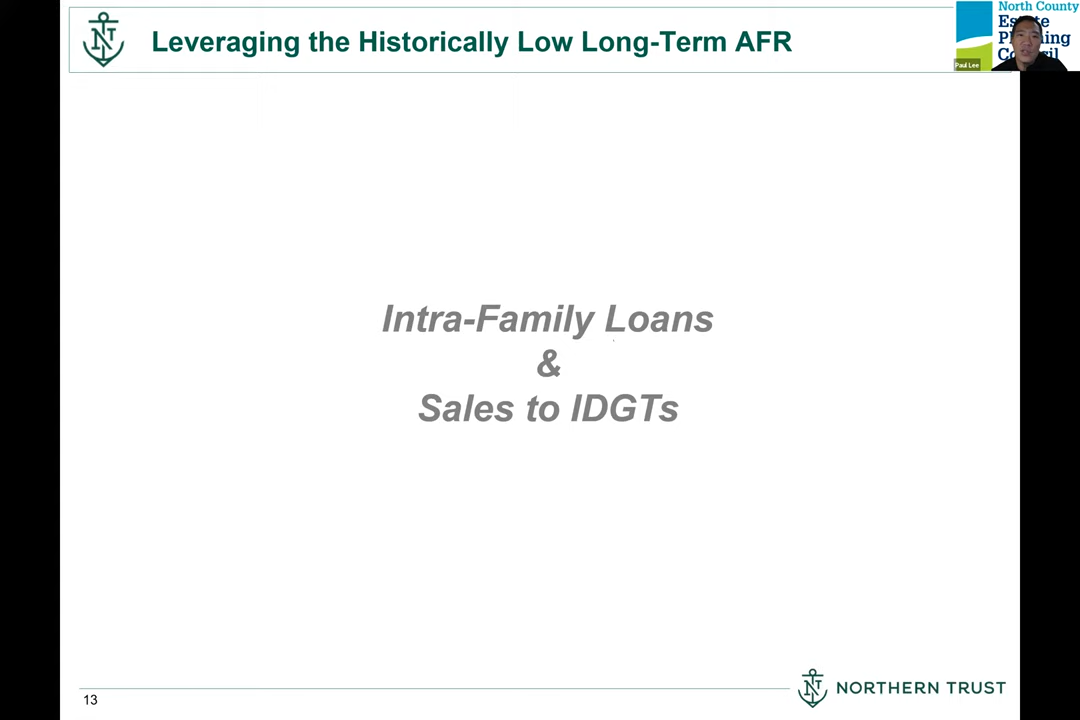 Leveraging the Historically Low Long-Term AFR
North County
Estate
Planning
Council
Paul Lee
Intra-Family Loans
&
Sales to IDGTs
13
NT
NORTHERN TRUST